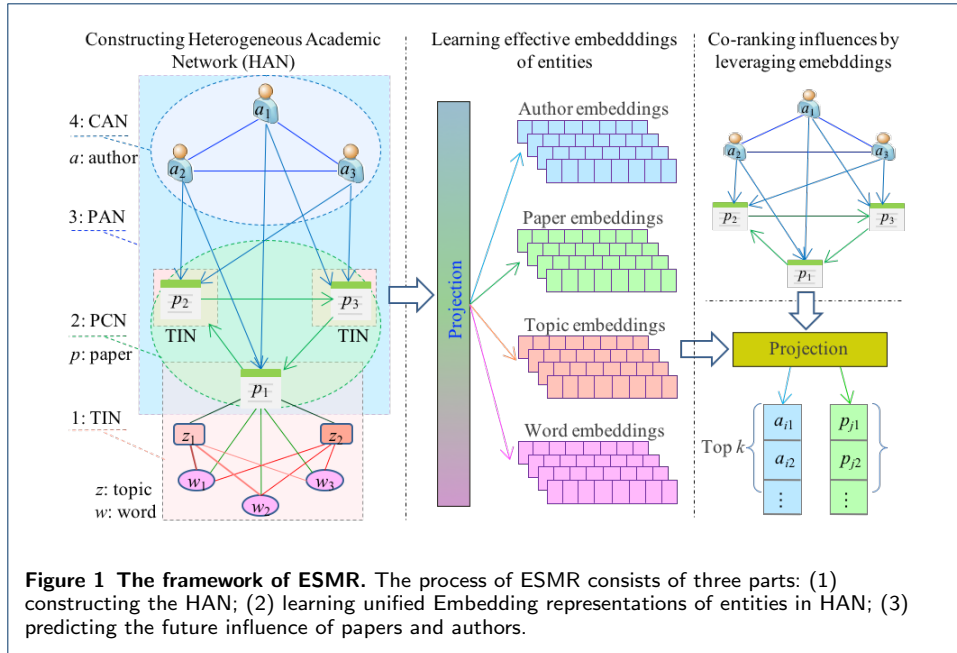 Constructing Heterogeneous Academic
Network (HAN)
4: CAN
a: author
3: PAN
2: PCN
p: paper
1: TIN
z: topic
w: word
a1
a2
a3
p2
p3
TIN
TIN
p1
z1
z2
w1
w3
w2
Learning effective embedddings
of entities
Projection
Author embeddings
Paper embeddings
Topic embeddings
Word embeddings
Co-ranking influences by
leveraging emebddings
a1
a2
a3
p2
p3
p1
Projection
Top k
ai1
ai2
⋮
pj1
pj2
⋮
Figure 1 The framework of ESMR. The process of ESMR consists of three parts: (1)
constructing the HAN; (2) learning unified Embedding representations of entities in HAN; (3)
predicting the future influence of papers and authors.